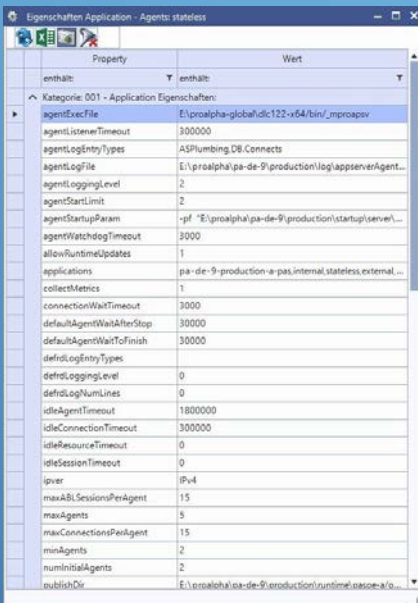 Eigenschaften Application - Agents: stateless
Property Wert
enthält: enthält:
Kategorie: 001 - Application Eigenschaften:
agentExecFile E:\proalpha-global\dlc122-x64/bin/_mproapsv
agentListenerTimeout 300000
agentLogEntryTypes ASPlumbing,DB.Connects
agentLogFile E:\proalpha\pa-de-9\production\log\appserverAgent...
agentLoggingLevel 2
agentStartLimit 2
agentStartupParam -pf "E:\proalpha\pa-de-9\production\startup\server\...
agentWatchdogTimeout 3000
allowRuntimeUpdates 1
applications pa-de-9-production-a-pas,internal,stateless,external,...
collectMetrics 1
connectionWaitTimeout 3000
defaultAgentWaitAfterStop 30000
defaultAgentWaitToFinish 30000
defrdLogEntryTypes
defrdLoggingLevel 0
defrdLogNumLines 0
idleAgentTimeout 1800000
idleConnectionTimeout 300000
idleResourceTimeout 0
idleSessionTimeout 0
ipver IPv4
maxABLSessionsPerAgent 15
maxAgents 5
maxConnectionsPerAgent 15
minAgents 2
numInitialAgents 2
publishDir E:\proalpha\pa-de-9\production\runtime\pasoe-a/o...